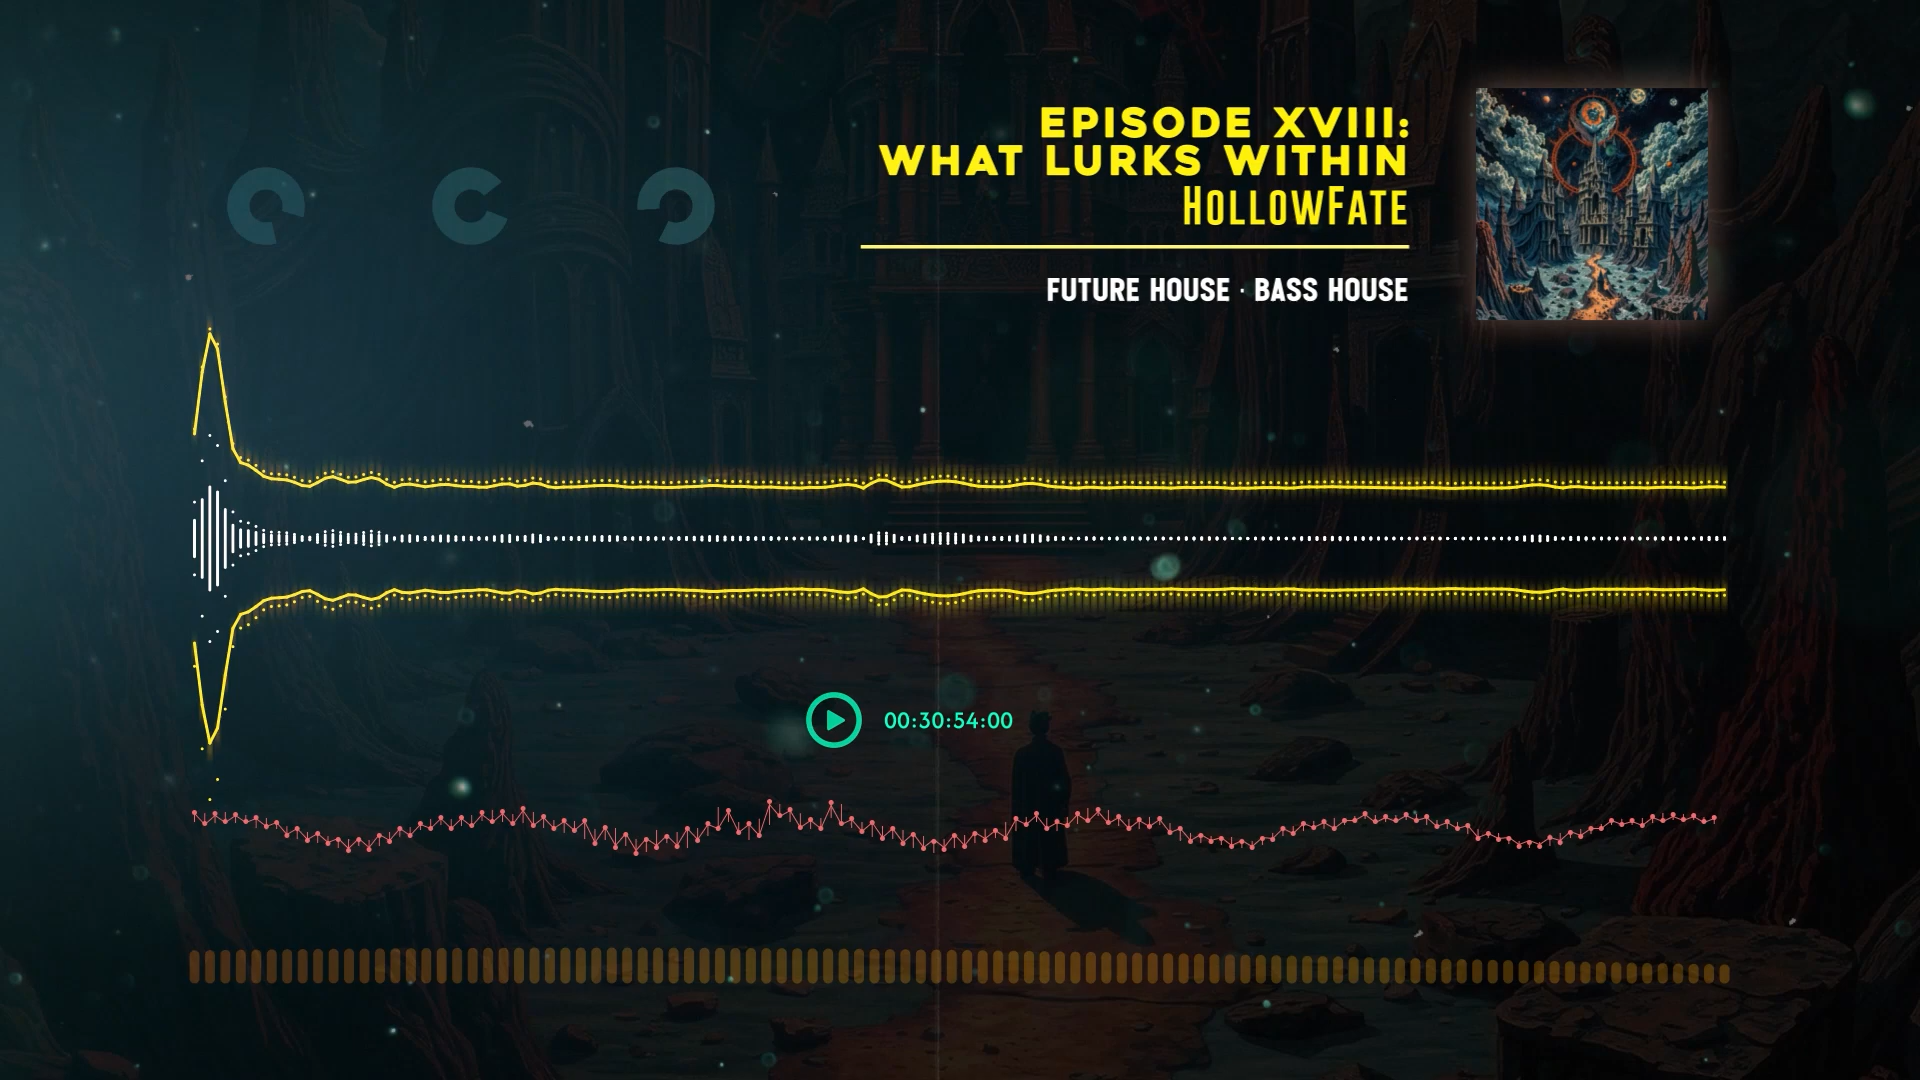 EPISODE XVIII:
WHAT LURKS WITHIN
HOLLOWFATE
FUTURE HOUSE · BASS HOUSE
00:30:54:00